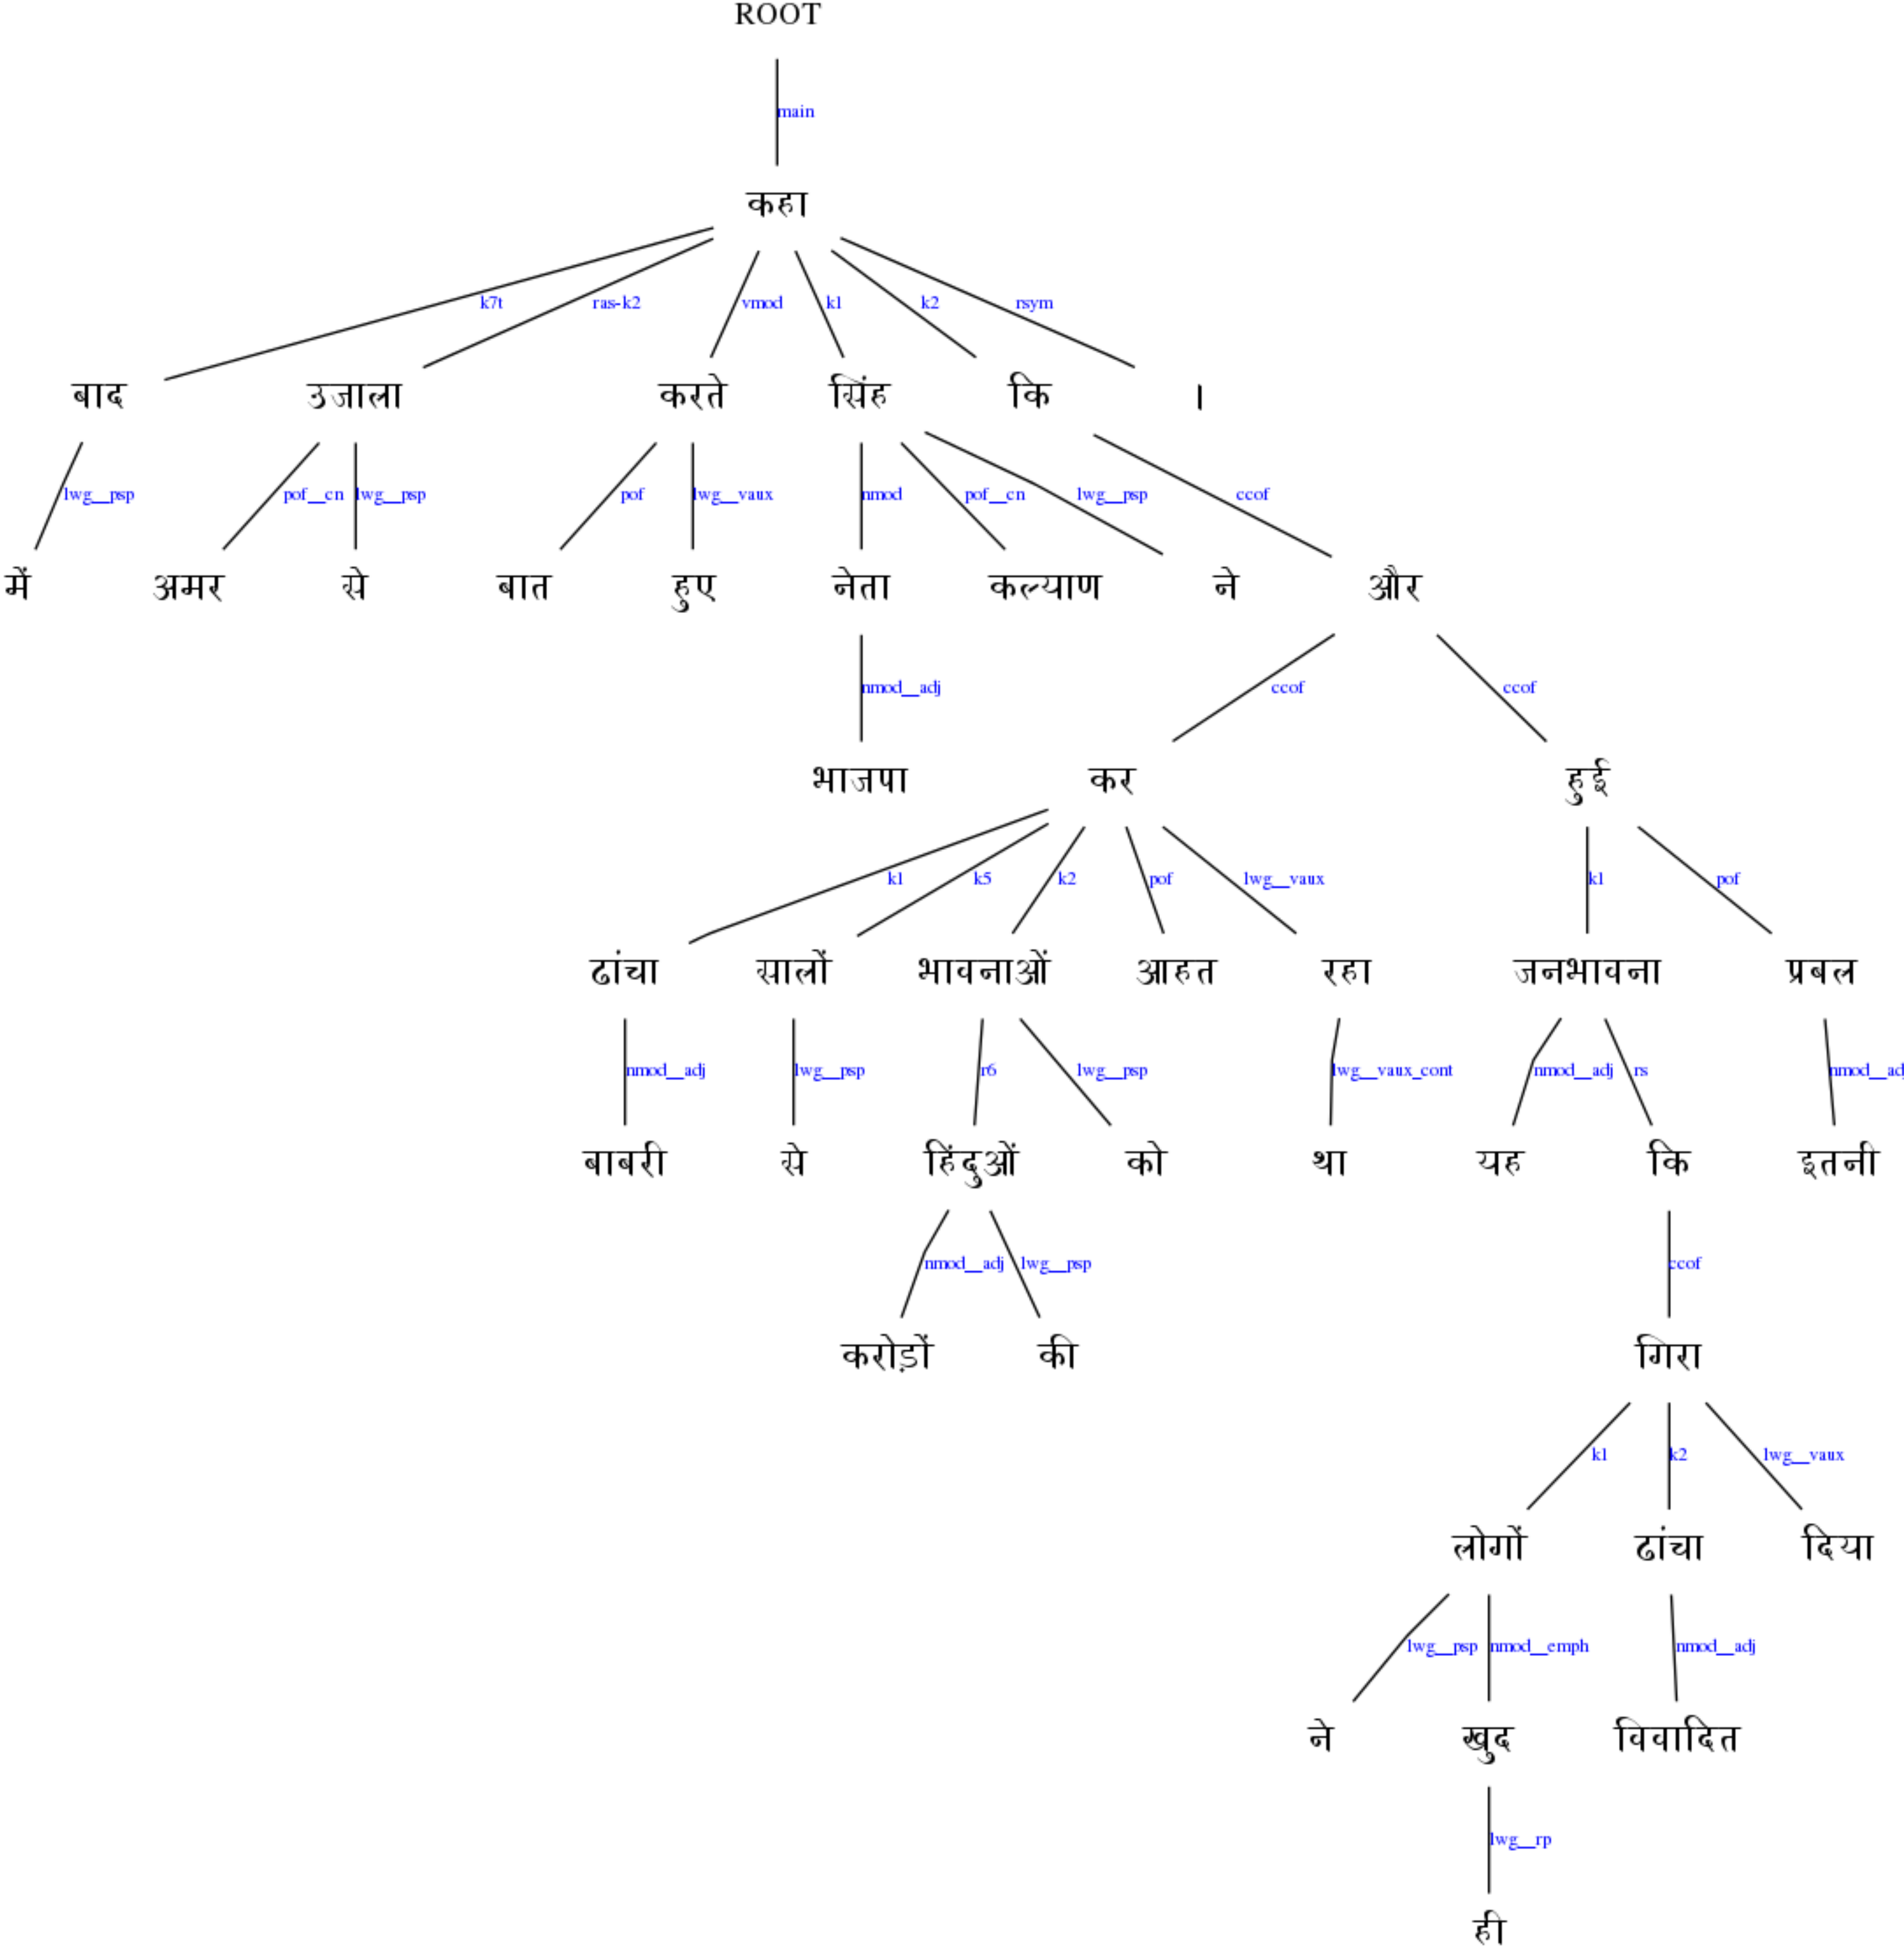 ROOT
main
कहा
k7t ras-k2 vmod k1 k2 rsym
बाद उजाला करते सिंह कि ।
lwg__psp pof__cn lwg__psp pof lwg__vaux nmod pof__cn lwg__psp ccof
में अमर से बात हुए नेता कल्याण ने और
nmod__adj ccof ccof
भाजपा कर हुई
k1 k5 k2 pof lwg__vaux k1 pof
ढांचा सालों भावनाओं आहत रहा जनभावना प्रबल
nmod__adj lwg__psp r6 lwg__psp lwg__vaux_cont nmod__adj rs nmod__ad
बाबरी से हिंदुओं को था यह कि इतनी
nmod__adj lwg__psp ccof
करोड़ों की गिरा
k1 k2 lwg__vaux
लोगों ढांचा दिया
lwg__psp nmod__emph nmod__adj
ने खुद विवादित
lwg__rp
ही